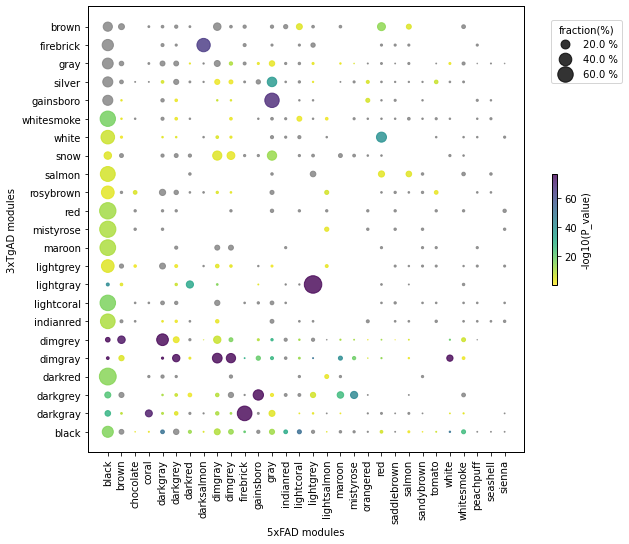 3xTgAD modules
brown
firebrick
gray
silver
gainsboro
whitesmoke
white
snow
salmon
rosybrown
red
mistyrose
maroon
lightgrey
lightgray
lightcoral
indianred
dimgrey
dimgray
darkred
darkgrey
darkgray
black
black
brown
chocolate
coral
darkgray
darkgrey
darkred
darksalmon
dimgray
dimgrey
firebrick
gainsboro
gray
indianred
lightcoral
lightgrey
lightsalmon
maroon
mistyrose
orangered
red
saddlebrown
salmon
sandybrown
tomato
white
whitesmoke
peachpuff
seashell
sienna
5xFAD modules
fraction(%)
20.0 %
40.0 %
60.0 %
60
40
20
-log10(P_value)